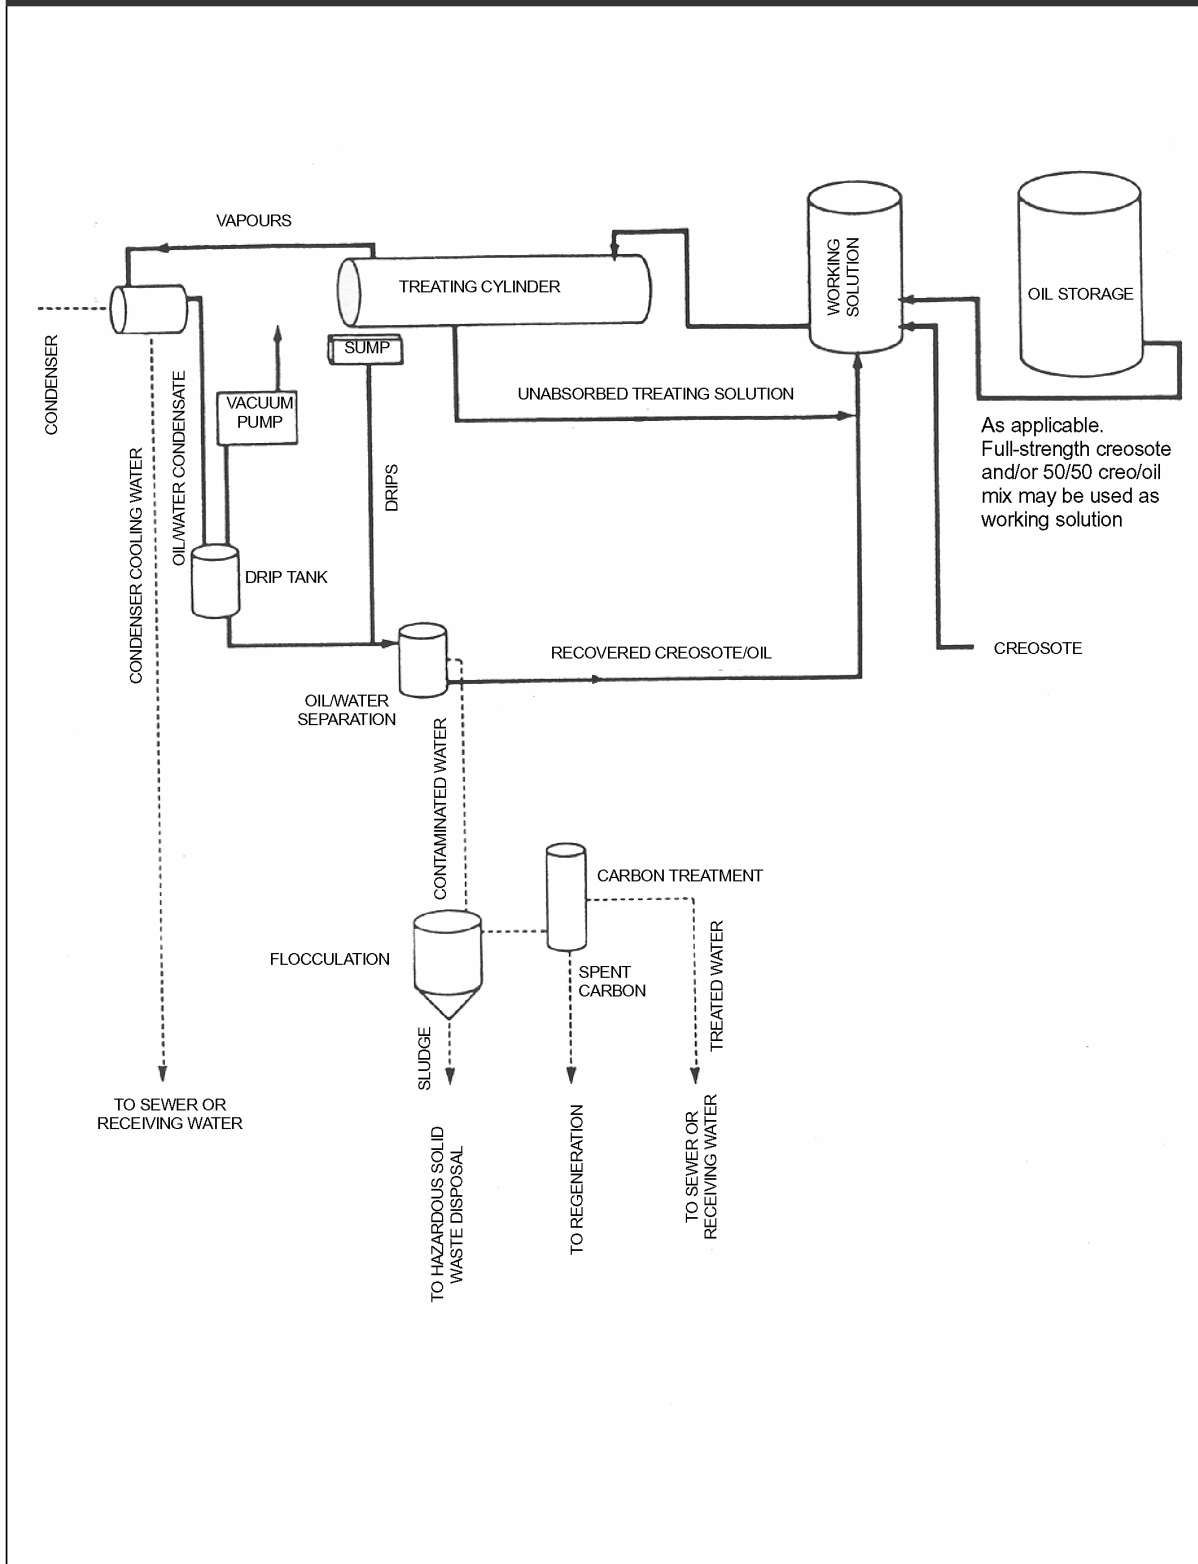 VAPOURS
TREATING CYLINDER
WORKING
SOLUTION
OIL STORAGE
SUMP
CONDENSER
VACUUM
PUMP
UNABSORBED TREATING SOLUTION
As applicable.
Full-strength creosote
and/or 50/50 creo/oil
mix may be used as
working solution
OIL/WATER CONDENSATE
CONDENSER COOLING WATER
DRIPS
DRIP TANK
RECOVERED CREOSOTE/OIL
CREOSOTE
OIL/WATER
SEPARATION
CONTAMINATED WATER
CARBON TREATMENT
FLOCCULATION
SPENT
CARBON
TREATED WATER
SLUDGE
TO SEWER OR
RECEIVING WATER
TO HAZARDOUS SOLID
WASTE DISPOSAL
TO REGENERATION
TO SEWER OR
RECEIVING WATER